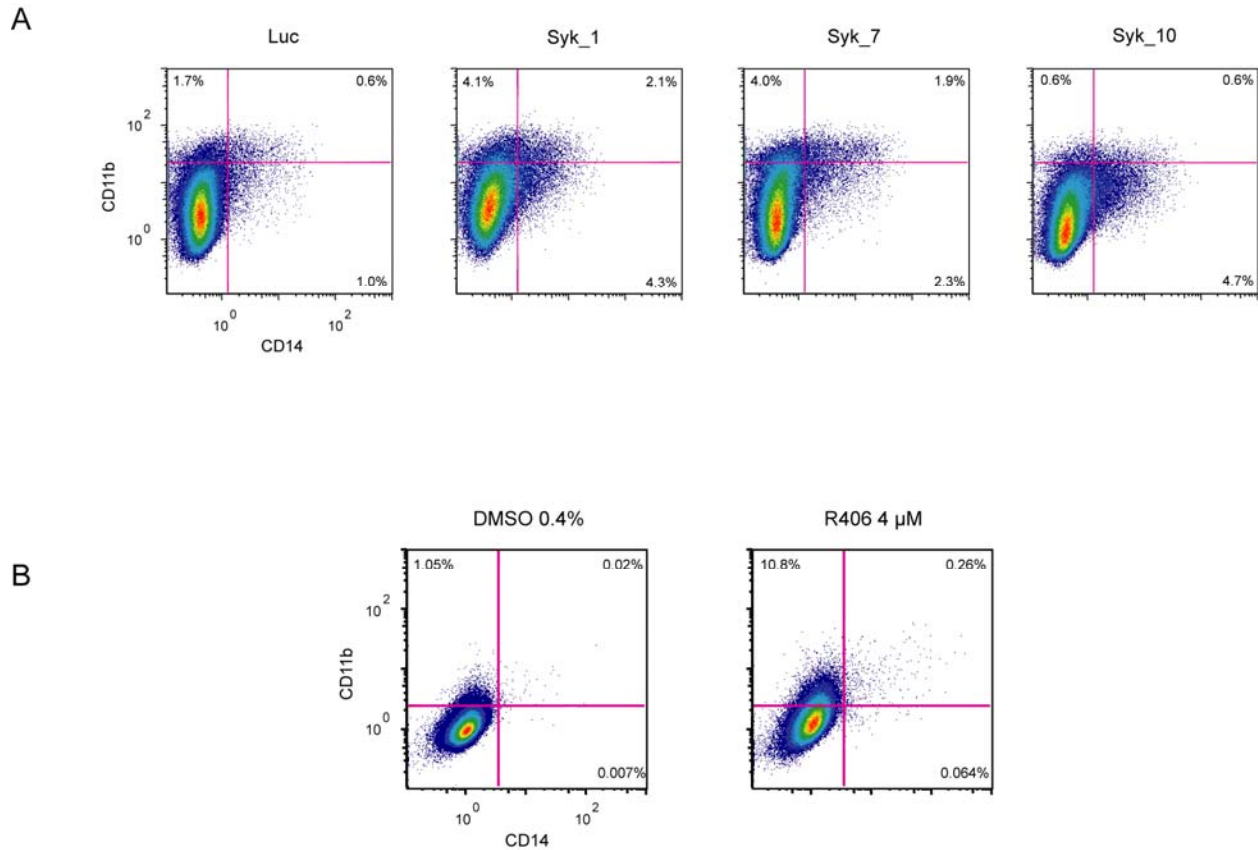 A
Luc
Syk_1
Syk_7
Syk_10
1.7%
0.6%
4.1%
2.1%
4.0%
1.9%
0.6%
0.6%
10²
CD11b
10⁰
1.0%
4.3%
2.3%
4.7%
10⁰
10²
CD14
DMSO 0.4%
R406 4 µM
B
1.05%
0.02%
10.8%
0.26%
10²
CD11b
10⁰
0.007%
0.064%
10⁰
10²
CD14